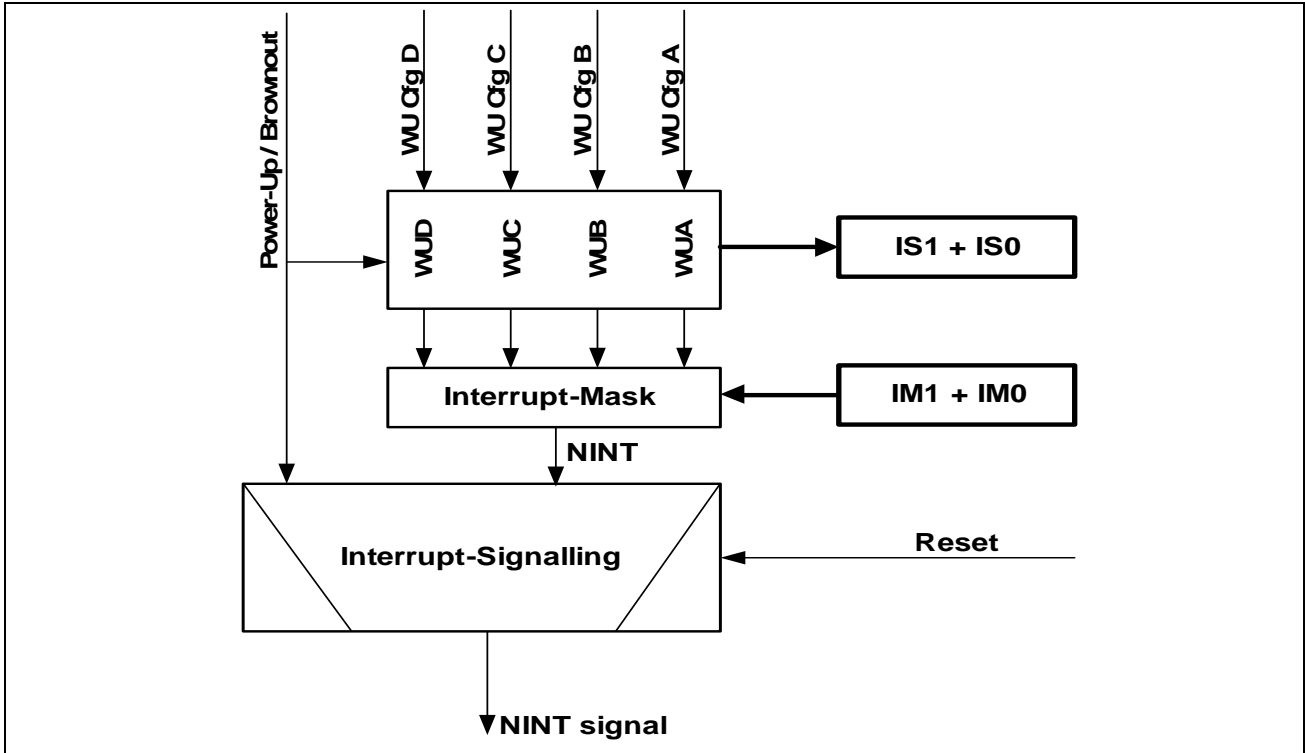 Power-Up / Brownout
WU Cfg D
WU Cfg C
WU Cfg B
WU Cfg A
WUD
WUC
WUB
WUA
IS1 + IS0
Interrupt-Mask
IM1 + IM0
NINT
Interrupt-Signalling
Reset
NINT signal